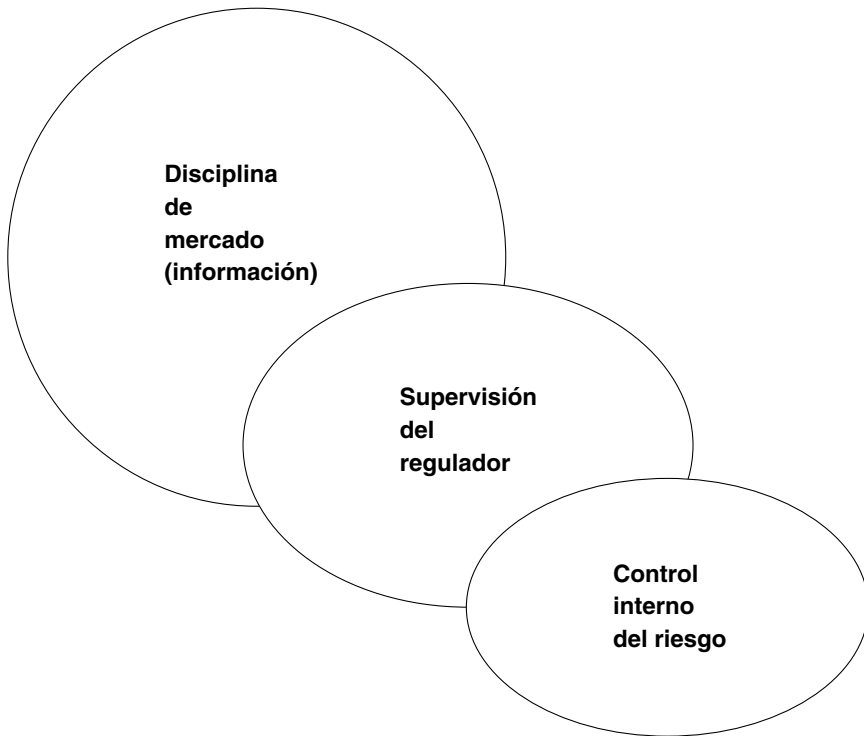 Disciplina
de
mercado
(información)
Supervisión
del
regulador
Control
interno
del riesgo